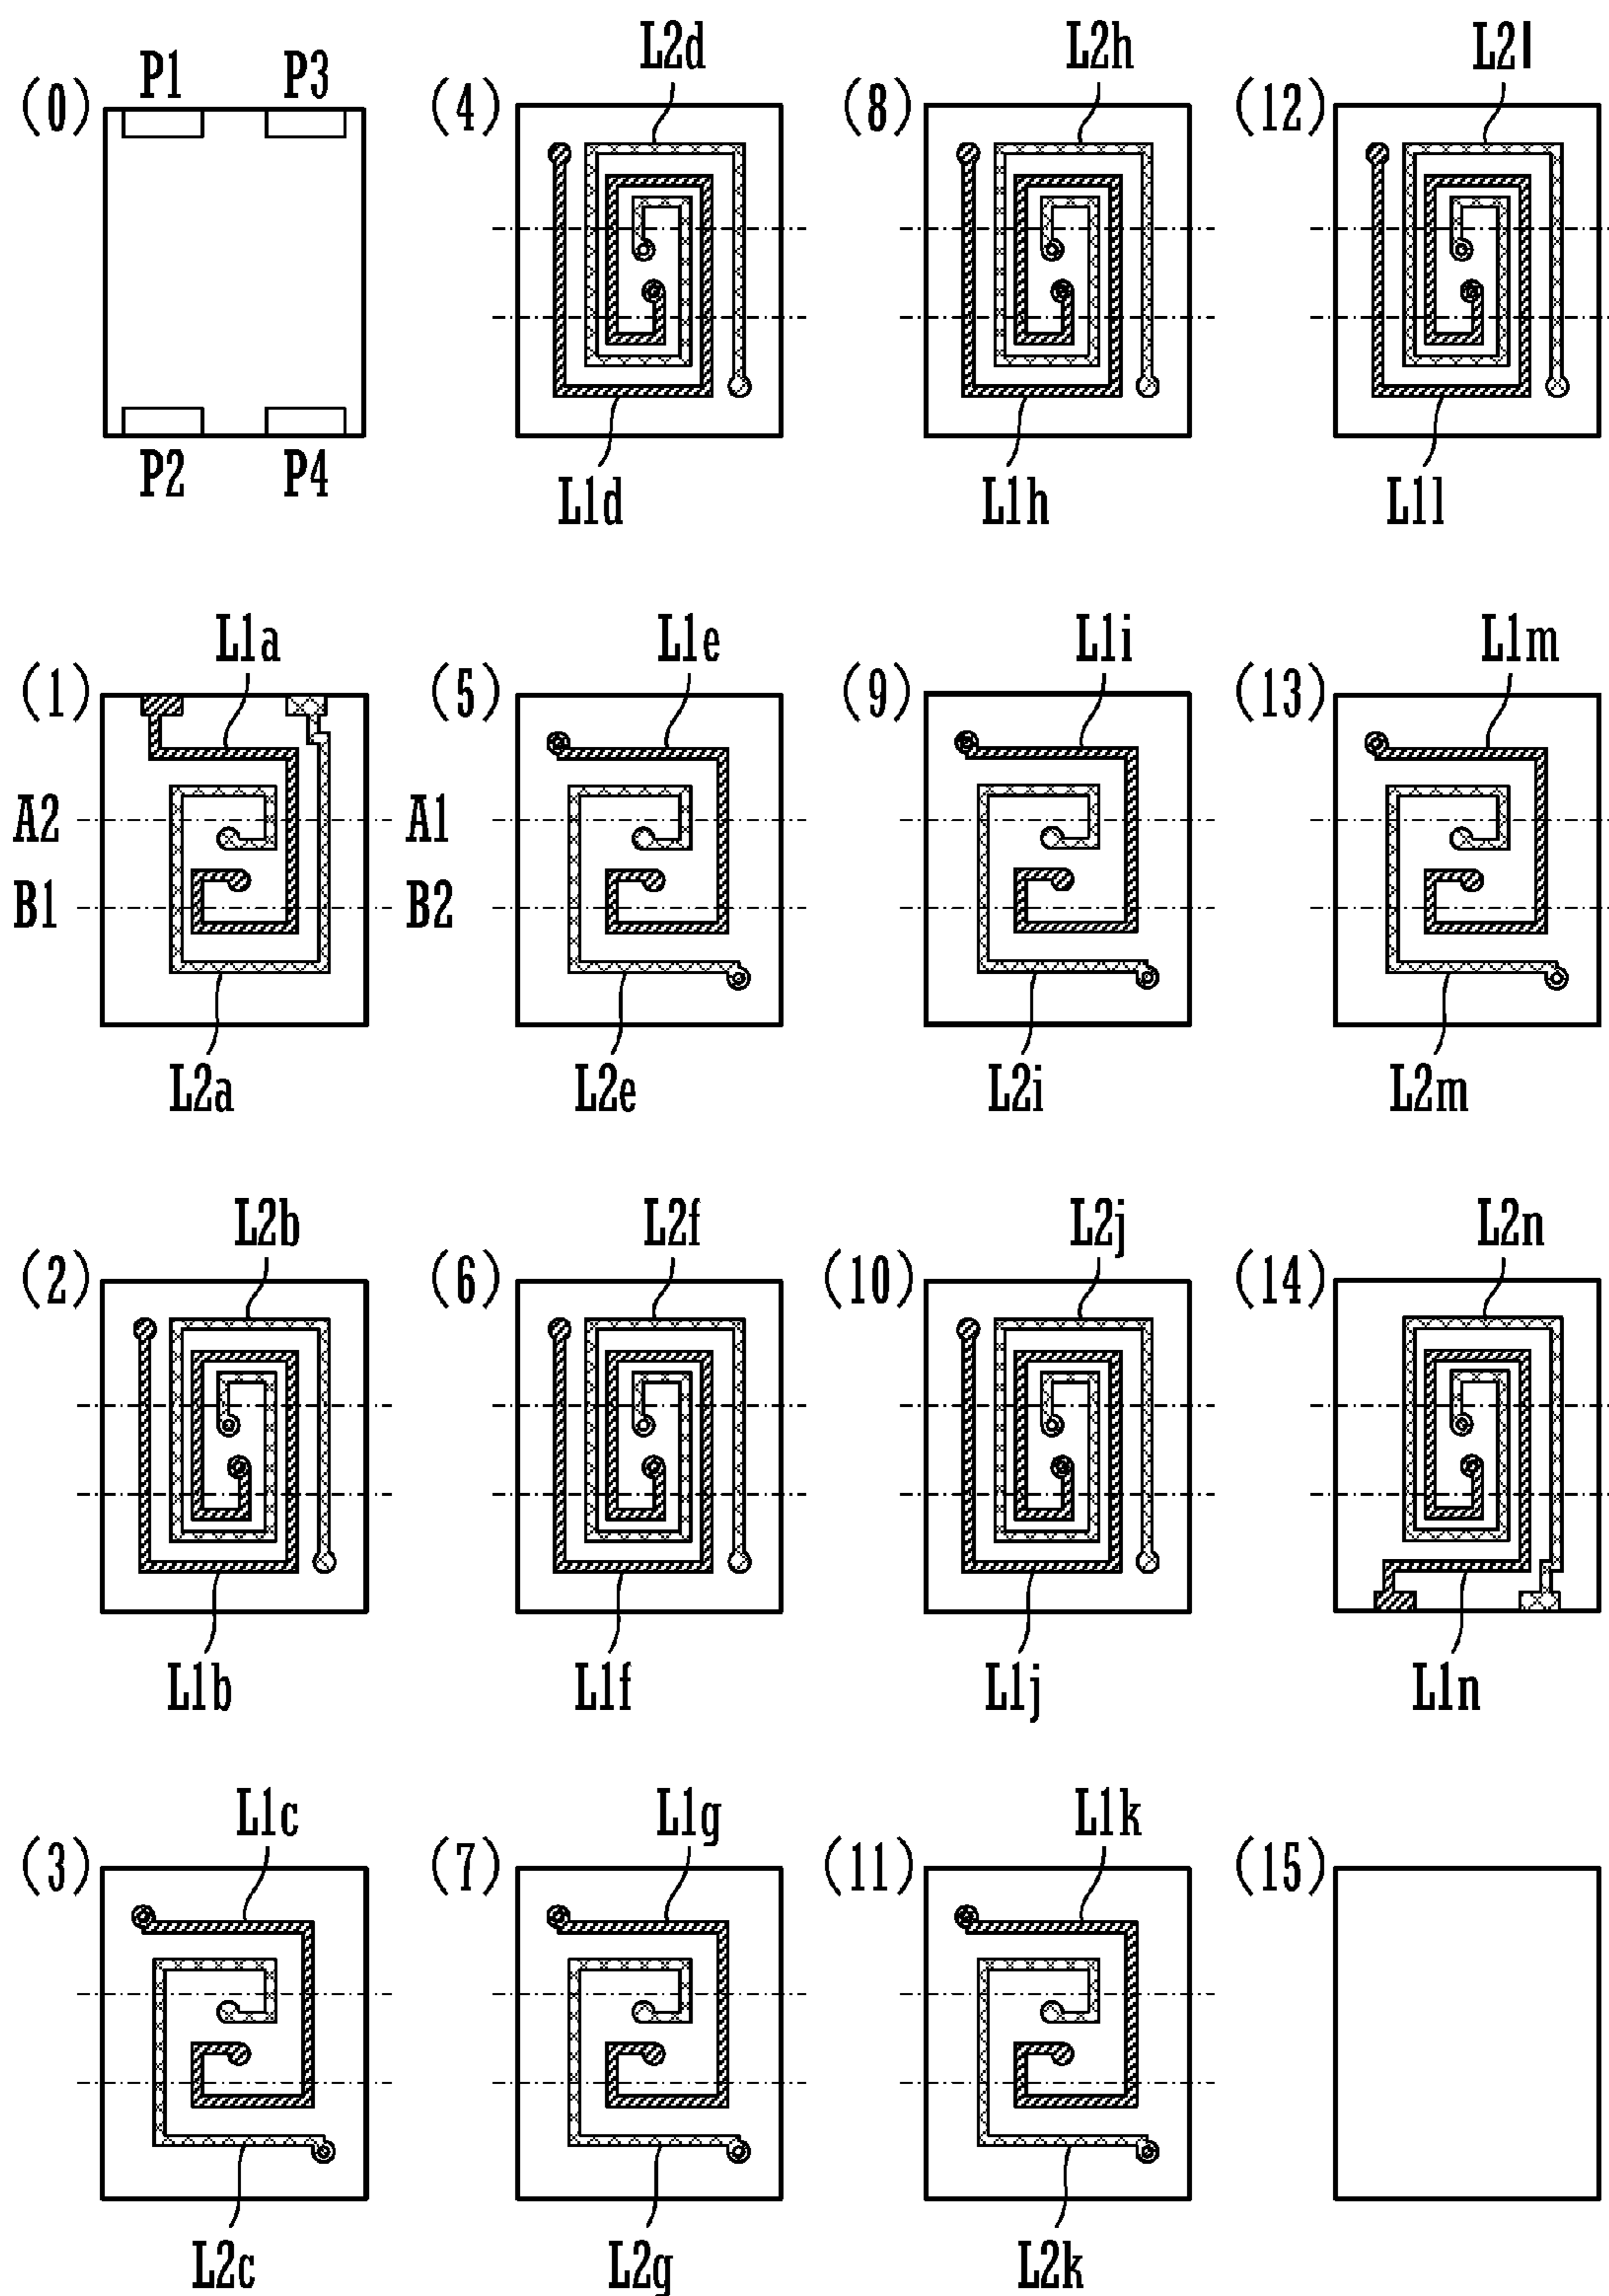 (0)
P1 P3
P2 P4
(4)
L2d
L1d
(8)
L2h
L1h
(12)
L2l
L1l
(1)
L1a
A2 A1
B1 B2
L2a
(5)
L1e
L2e
(9)
L1i
L2i
(13)
L1m
L2m
(2)
L2b
L1b
(6)
L2f
L1f
(10)
L2j
L1j
(14)
L2n
L1n
(3)
L1c
L2c
(7)
L1g
L2g
(11)
L1k
L2k
(15)